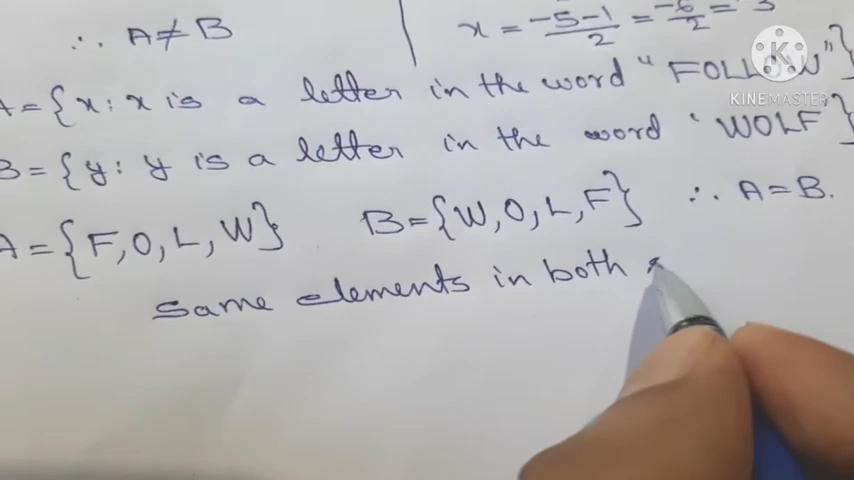 ∴ A≠B
x = -5-1/2 = -6/2 = 3
A={x: x is a letter in the word "FOLLOW"}
KINEMASTER
B={y: y is a letter in the word "WOLF"}
A={F,O,L,W} B={W,O,L,F} ∴ A=B.
same elements in both